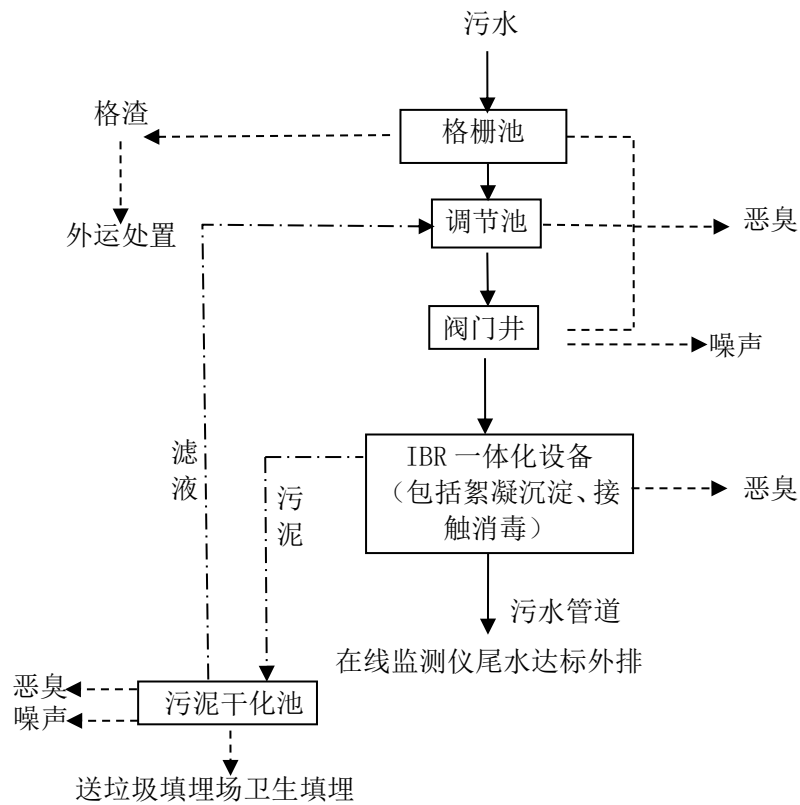 污水
格栅池
格渣
外运处置
调节池
恶臭
阀门井
噪声
滤液
污泥
IBR 一体化设备
（包括絮凝沉淀、接
触消毒）
恶臭
污水管道
在线监测仪尾水达标外排
恶臭
噪声
污泥干化池
送垃圾填埋场卫生填埋